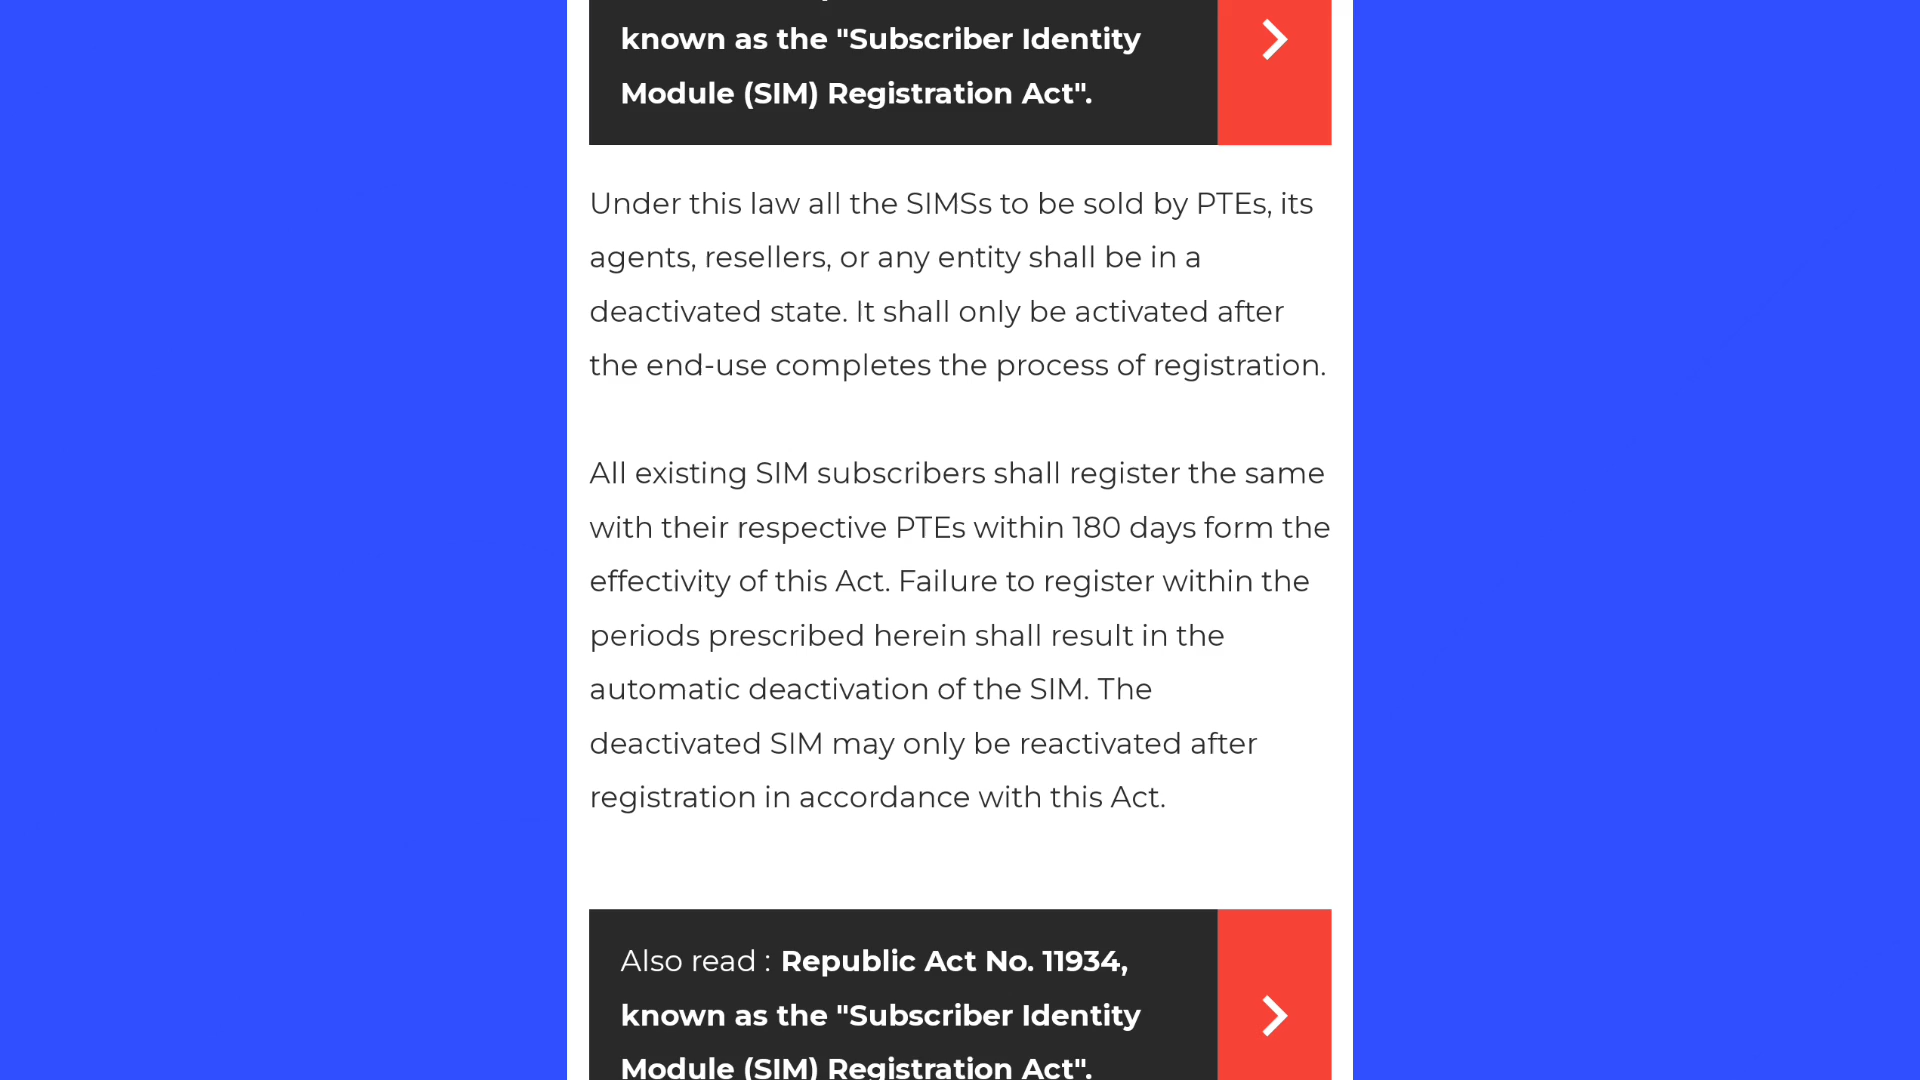 known as the "Subscriber Identity
Module (SIM) Registration Act".
Under this law all the SIMSs to be sold by PTEs, its
agents, resellers, or any entity shall be in a
deactivated state. It shall only be activated after
the end-use completes the process of registration.
All existing SIM subscribers shall register the same
with their respective PTEs within 180 days form the
effectivity of this Act. Failure to register within the
periods prescribed herein shall result in the
automatic deactivation of the SIM. The
deactivated SIM may only be reactivated after
registration in accordance with this Act.
Also read : Republic Act No. 11934,
known as the "Subscriber Identity
Module (SIM) Registration Act".